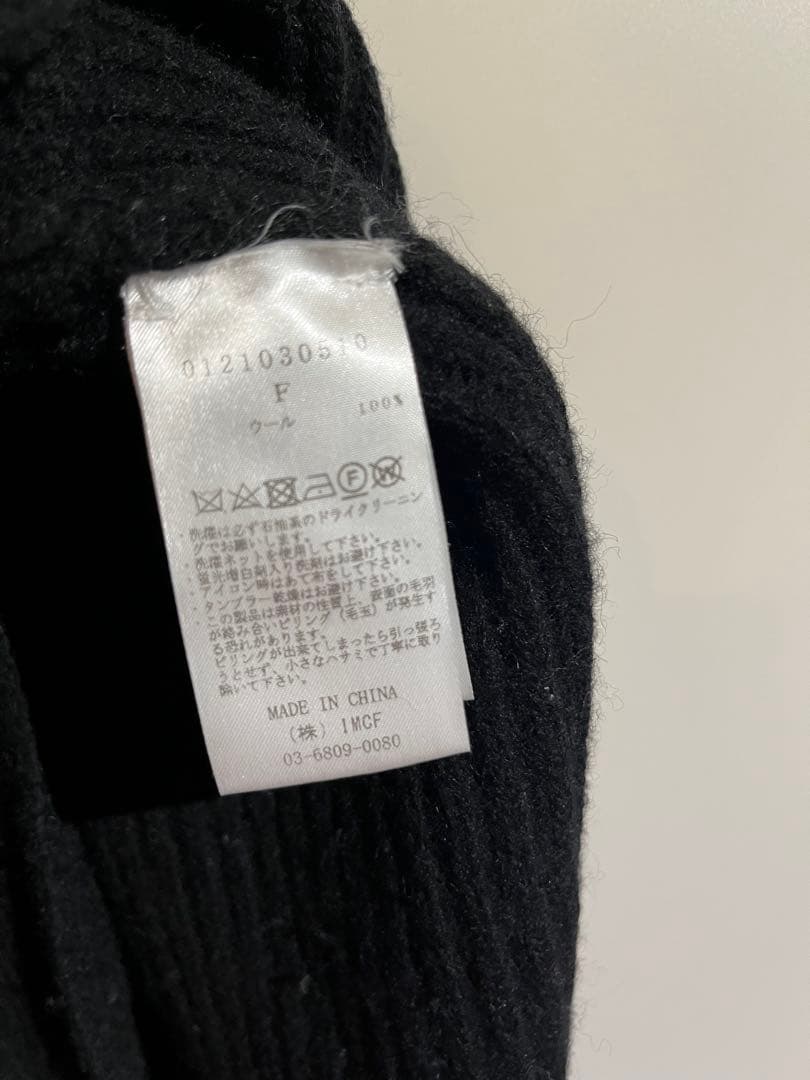 0121030510
F
ウール 100%
F W
洗濯は必ず石油系のドライクリーニン
グでお願いします。
・洗濯ネットを使用して下さい。
・蛍光増白剤入り洗剤はお避け下さい。
・アイロン時はあて布をして下さい。
・タンブラー乾燥はお避け下さい。
・この製品は素材の性質上、表面の毛羽
が絡み合いピリング（毛玉）が発生す
る恐れがあります。
ピリングが出来てしまったら引っ張ろ
うとせず、小さなハサミで丁寧に取り
除いて下さい。
MADE IN CHINA
（株）IMCF
03-6809-0080